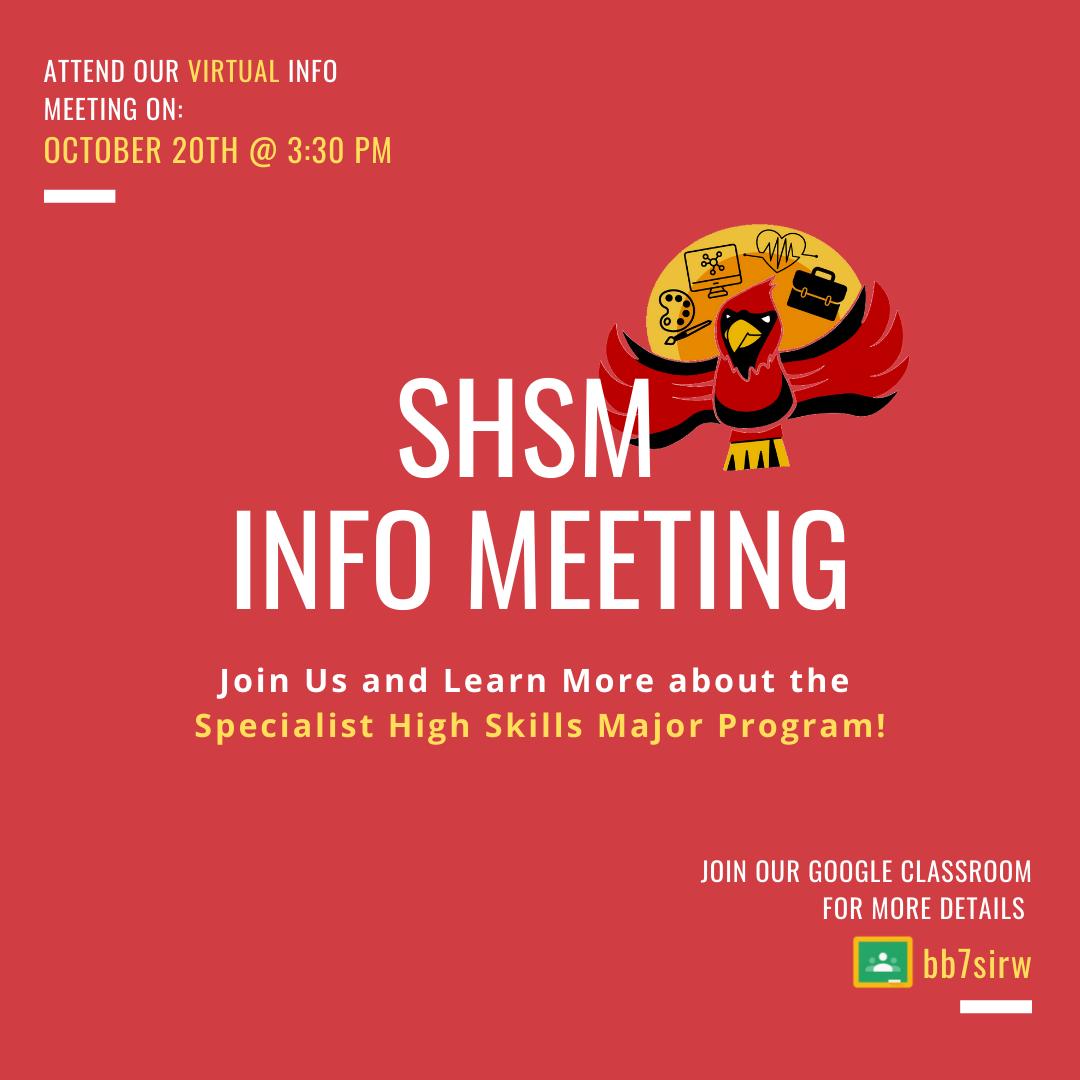 ATTEND OUR VIRTUAL INFO
MEETING ON:
OCTOBER 20TH @ 3:30 PM
SHSM
INFO MEETING
Join Us and Learn More about the
Specialist High Skills Major Program!
JOIN OUR GOOGLE CLASSROOM
FOR MORE DETAILS
bb7sirw